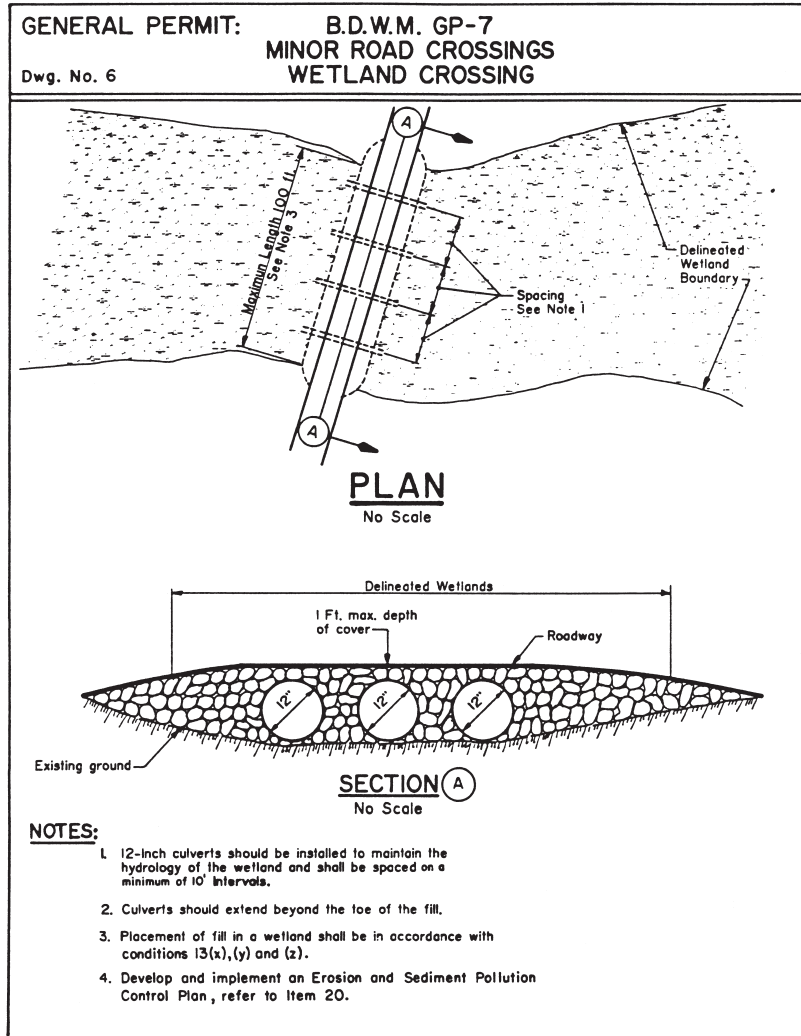 GENERAL PERMIT: B.D.W.M. GP-7
MINOR ROAD CROSSINGS
Dwg. No. 6 WETLAND CROSSING
A
Maximun Length 100 ft.
See Note 3
Delineated
Wetland
Boundary
Spacing
See Note 1
A
PLAN
No Scale
Delineated Wetlands
1 Ft. max. depth
of cover
Roadway
12" 12" 12"
Existing ground
SECTION A
No Scale
NOTES:
1. 12-Inch culverts should be installed to maintain the
hydrology of the wetland and shall be spaced on a
minimum of 10' intervals.
2. Culverts should extend beyond the toe of the fill.
3. Placement of fill in a wetland shall be in accordance with
conditions 13(x),(y) and (z).
4. Develop and implement an Erosion and Sediment Pollution
Control Plan, refer to Item 20.